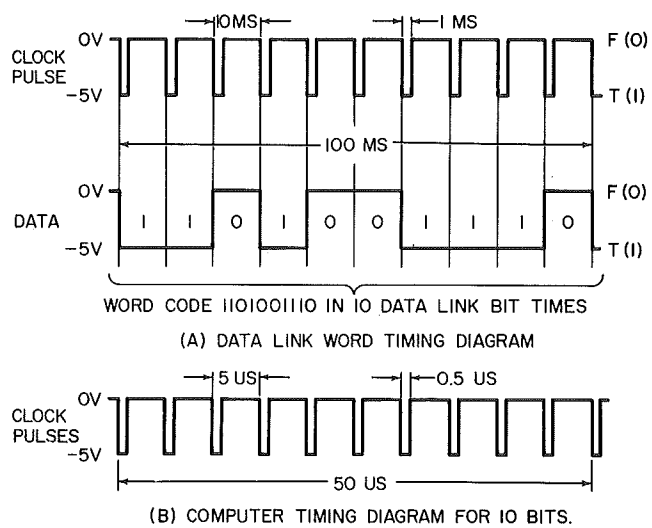 10MS 1 MS
0V F(0)
CLOCK
PULSE
-5V T(1)
100 MS
0V F(0)
DATA 1 1 0 1 0 0 1 1 1 0
-5V T(1)
WORD CODE 1101001110 IN 10 DATA LINK BIT TIMES
(A) DATA LINK WORD TIMING DIAGRAM
5 US 0.5 US
0V
CLOCK
PULSES
-5V
50 US
(B) COMPUTER TIMING DIAGRAM FOR 10 BITS.